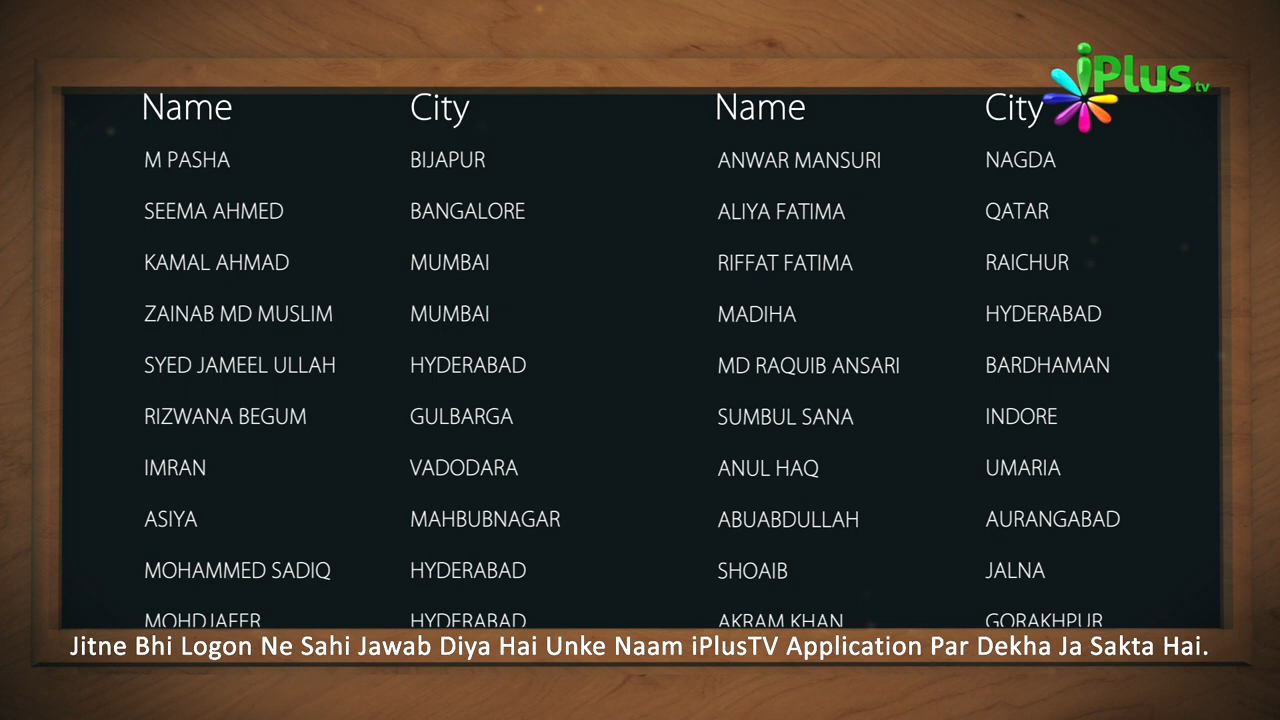 iPlus tv
Name City Name City
M PASHA BIJAPUR ANWAR MANSURI NAGDA
SEEMA AHMED BANGALORE ALIYA FATIMA QATAR
KAMAL AHMAD MUMBAI RIFFAT FATIMA RAICHUR
ZAINAB MD MUSLIM MUMBAI MADIHA HYDERABAD
SYED JAMEEL ULLAH HYDERABAD MD RAQUIB ANSARI BARDHAMAN
RIZWANA BEGUM GULBARGA SUMBUL SANA INDORE
IMRAN VADODARA ANUL HAQ UMARIA
ASIYA MAHBUBNAGAR ABUABDULLAH AURANGABAD
MOHAMMED SADIQ HYDERABAD SHOAIB JALNA
MOHDJAFER HYDERABAD AKRAM KHAN GORAKHPUR
Jitne Bhi Logon Ne Sahi Jawab Diya Hai Unke Naam iPlusTV Application Par Dekha Ja Sakta Hai.